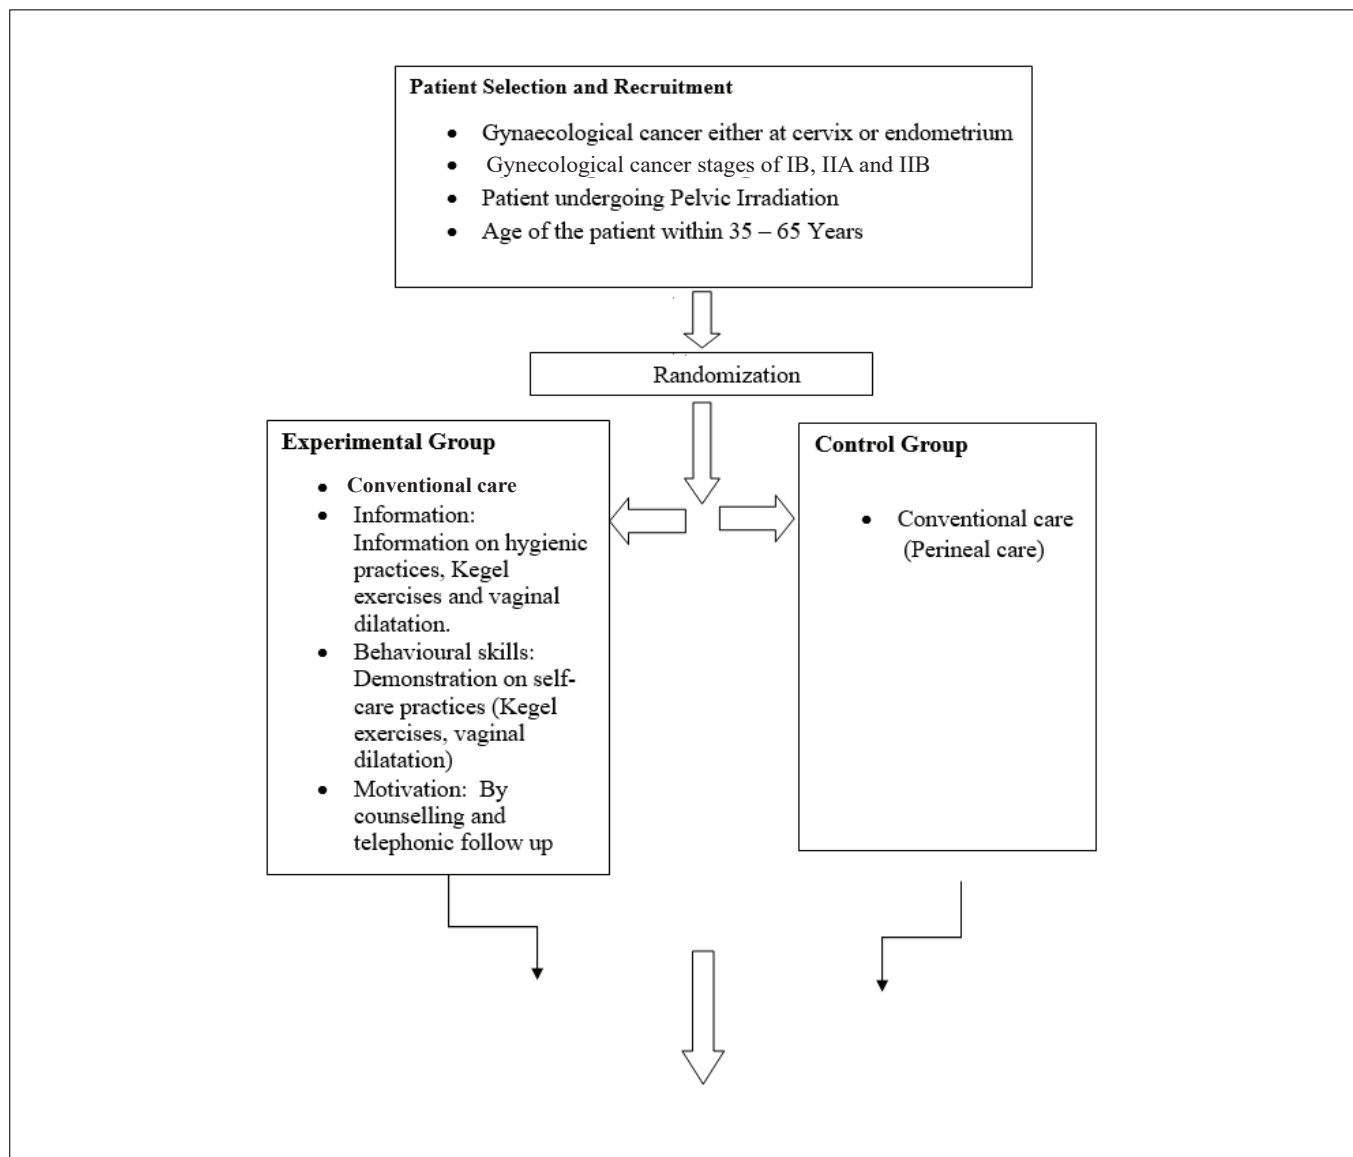 Patient Selection and Recruitment
• Gynaecological cancer either at cervix or endometrium
• Gynecological cancer stages of IB, IIA and IIB
• Patient undergoing Pelvic Irradiation
• Age of the patient within 35 – 65 Years
Randomization
Experimental Group
• Conventional care
• Information:
Information on hygienic
practices, Kegel
exercises and vaginal
dilatation.
• Behavioural skills:
Demonstration on self-
care practices (Kegel
exercises, vaginal
dilatation)
• Motivation: By
counselling and
telephonic follow up
Control Group
• Conventional care
(Perineal care)